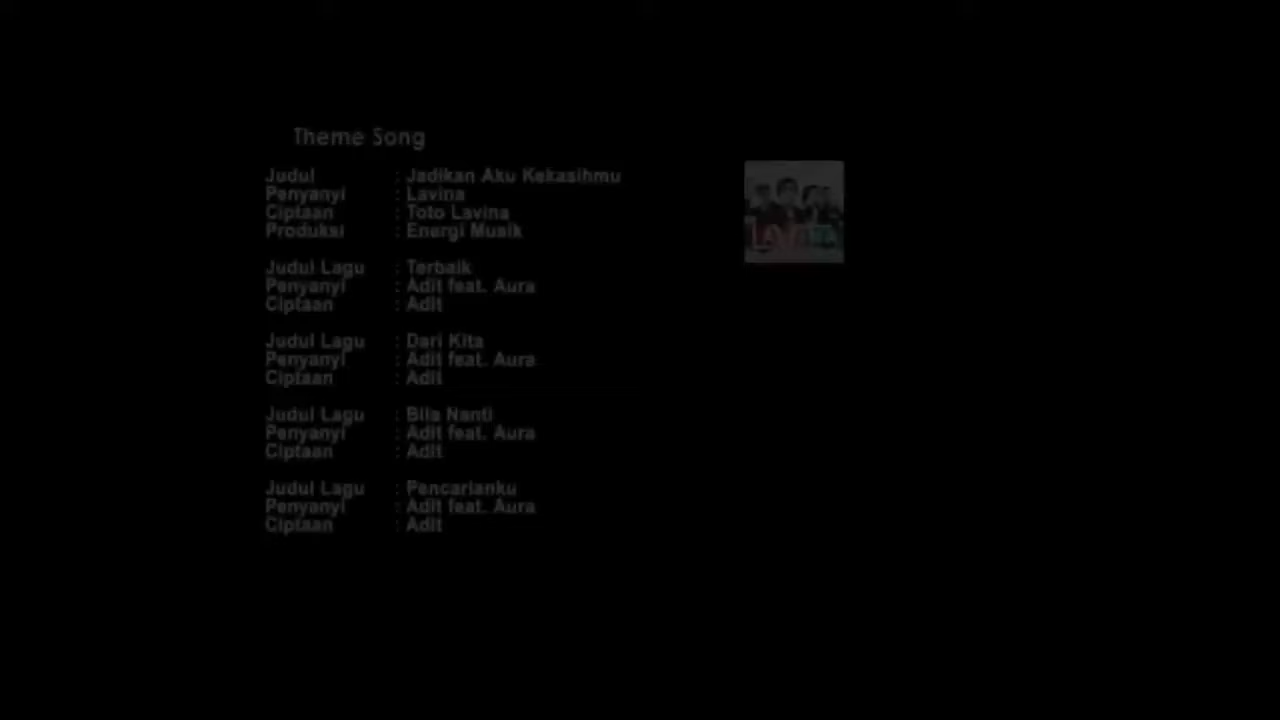 Theme Song
Judul : Jadikan Aku Kekasihmu
Penyanyi : Lavina
Ciptaan : Toto Lavina
Produksi : Energi Musik
Judul Lagu : Terbaik
Penyanyi : Adit feat. Aura
Ciptaan : Adit
Judul Lagu : Dari Kita
Penyanyi : Adit feat. Aura
Ciptaan : Adit
Judul Lagu : Bila Nanti
Penyanyi : Adit feat. Aura
Ciptaan : Adit
Judul Lagu : Pencarianku
Penyanyi : Adit feat. Aura
Ciptaan : Adit
LAVINA